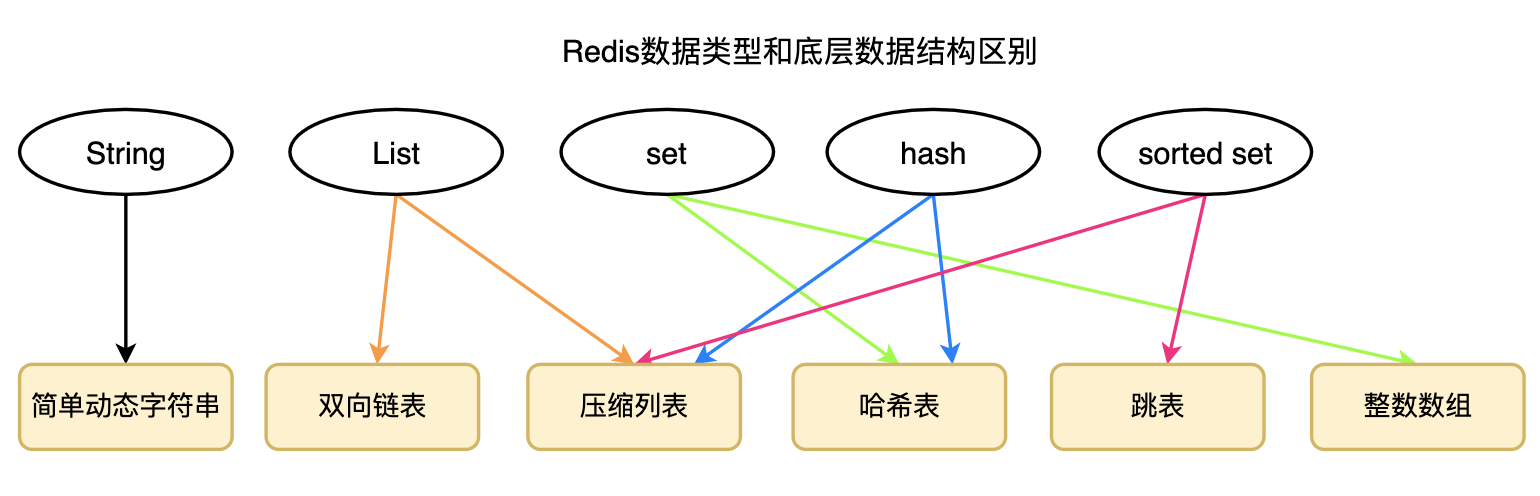 Redis数据类型和底层数据结构区别
String
List
set
hash
sorted set
简单动态字符串
双向链表
压缩列表
哈希表
跳表
整数数组